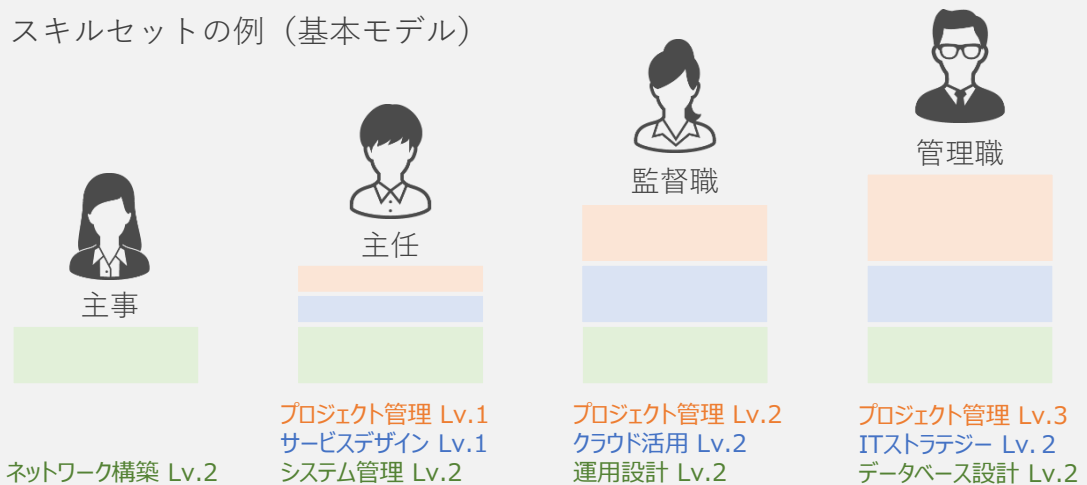 スキルセットの例（基本モデル）
主事
ネットワーク構築 Lv.2
主任
プロジェクト管理 Lv.1
サービスデザイン Lv.1
システム管理 Lv.2
監督職
プロジェクト管理 Lv.2
クラウド活用 Lv.2
運用設計 Lv.2
管理職
プロジェクト管理 Lv.3
ITストラテジー Lv. 2
データベース設計 Lv.2